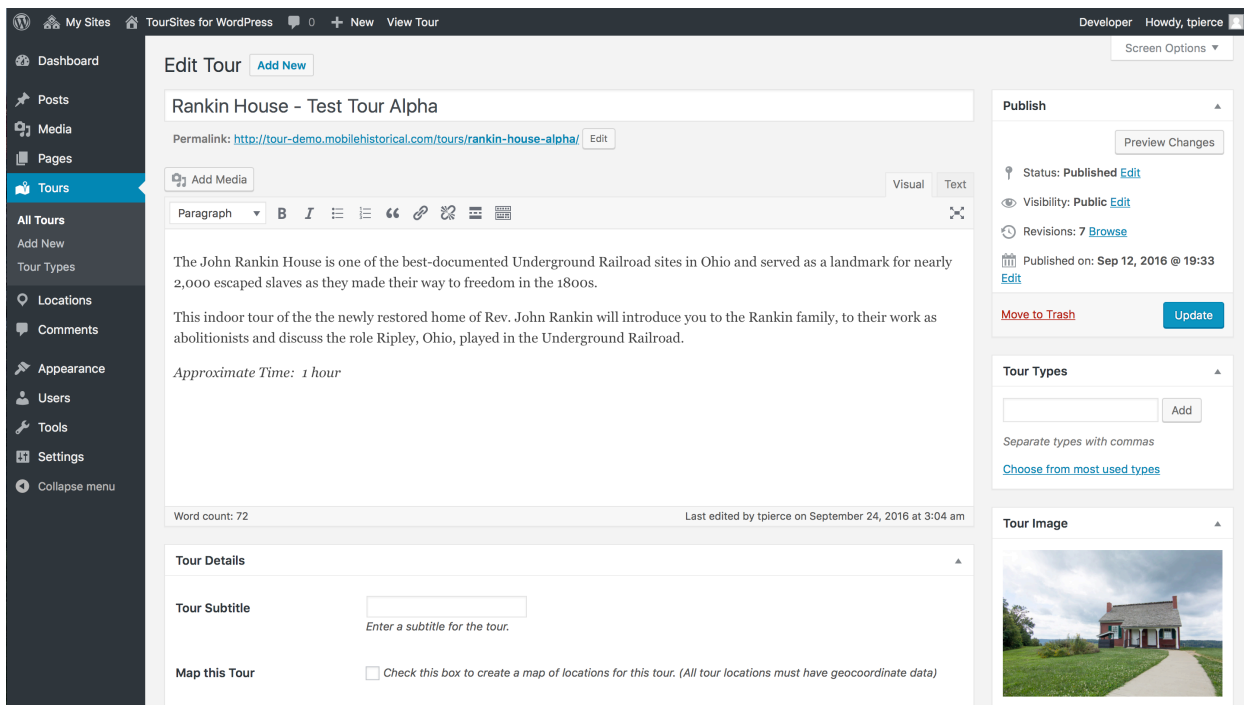 My Sites TourSites for WordPress 0 New View Tour Developer Howdy, tpierce
Screen Options
Dashboard
Posts
Media
Pages
Tours
All Tours
Add New
Tour Types
Locations
Comments
Appearance
Users
Tools
Settings
Collapse menu
Edit Tour Add New
Rankin House - Test Tour Alpha
Permalink: http://tour-demo.mobilehistorical.com/tours/rankin-house-alpha/ Edit
Add Media
Visual Text
Paragraph B I
The John Rankin House is one of the best-documented Underground Railroad sites in Ohio and served as a landmark for nearly
2,000 escaped slaves as they made their way to freedom in the 1800s.
This indoor tour of the the newly restored home of Rev. John Rankin will introduce you to the Rankin family, to their work as
abolitionists and discuss the role Ripley, Ohio, played in the Underground Railroad.
Approximate Time: 1 hour
Word count: 72 Last edited by tpierce on September 24, 2016 at 3:04 am
Tour Details
Tour Subtitle
Enter a subtitle for the tour.
Map this Tour Check this box to create a map of locations for this tour. (All tour locations must have geocoordinate data)
Publish
Preview Changes
Status: Published Edit
Visibility: Public Edit
Revisions: 7 Browse
Published on: Sep 12, 2016 @ 19:33
Edit
Move to Trash Update
Tour Types
Add
Separate types with commas
Choose from most used types
Tour Image